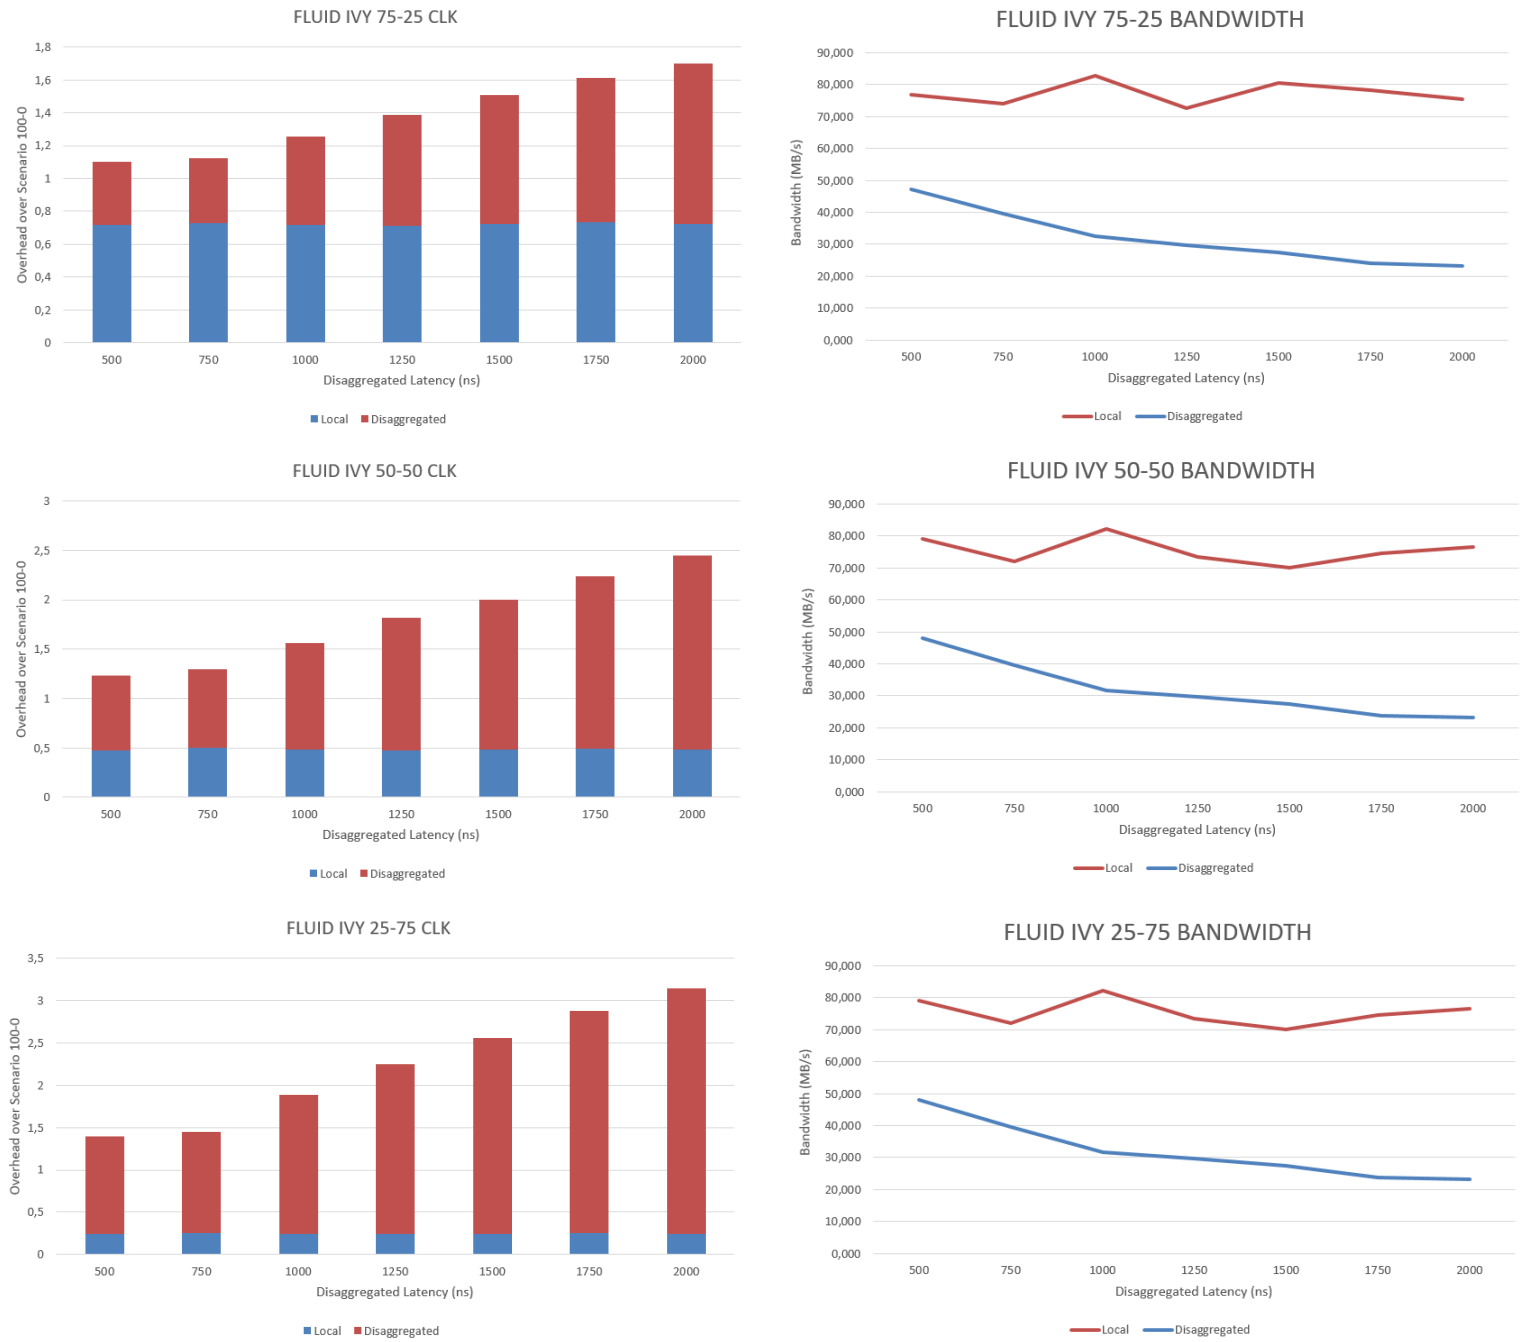 FLUID IVY 75-25 CLK
Overhead over Scenario 100-0
1,8
1,6
1,4
1,2
1
0,8
0,6
0,4
0,2
0
500 750 1000 1250 1500 1750 2000
Disaggregated Latency (ns)
Local Disaggregated
FLUID IVY 75-25 BANDWIDTH
Bandwidth (MB/s)
90,000
80,000
70,000
60,000
50,000
40,000
30,000
20,000
10,000
0,000
500 750 1000 1250 1500 1750 2000
Disaggregated Latency (ns)
Local Disaggregated
FLUID IVY 50-50 CLK
Overhead over Scenario 100-0
3
2,5
2
1,5
1
0,5
0
500 750 1000 1250 1500 1750 2000
Disaggregated Latency (ns)
Local Disaggregated
FLUID IVY 50-50 BANDWIDTH
Bandwidth (MB/s)
90,000
80,000
70,000
60,000
50,000
40,000
30,000
20,000
10,000
0,000
500 750 1000 1250 1500 1750 2000
Disaggregated Latency (ns)
Local Disaggregated
FLUID IVY 25-75 CLK
Overhead over Scenario 100-0
3,5
3
2,5
2
1,5
1
0,5
0
500 750 1000 1250 1500 1750 2000
Disaggregated Latency (ns)
Local Disaggregated
FLUID IVY 25-75 BANDWIDTH
Bandwidth (MB/s)
90,000
80,000
70,000
60,000
50,000
40,000
30,000
20,000
10,000
0,000
500 750 1000 1250 1500 1750 2000
Disaggregated Latency (ns)
Local Disaggregated